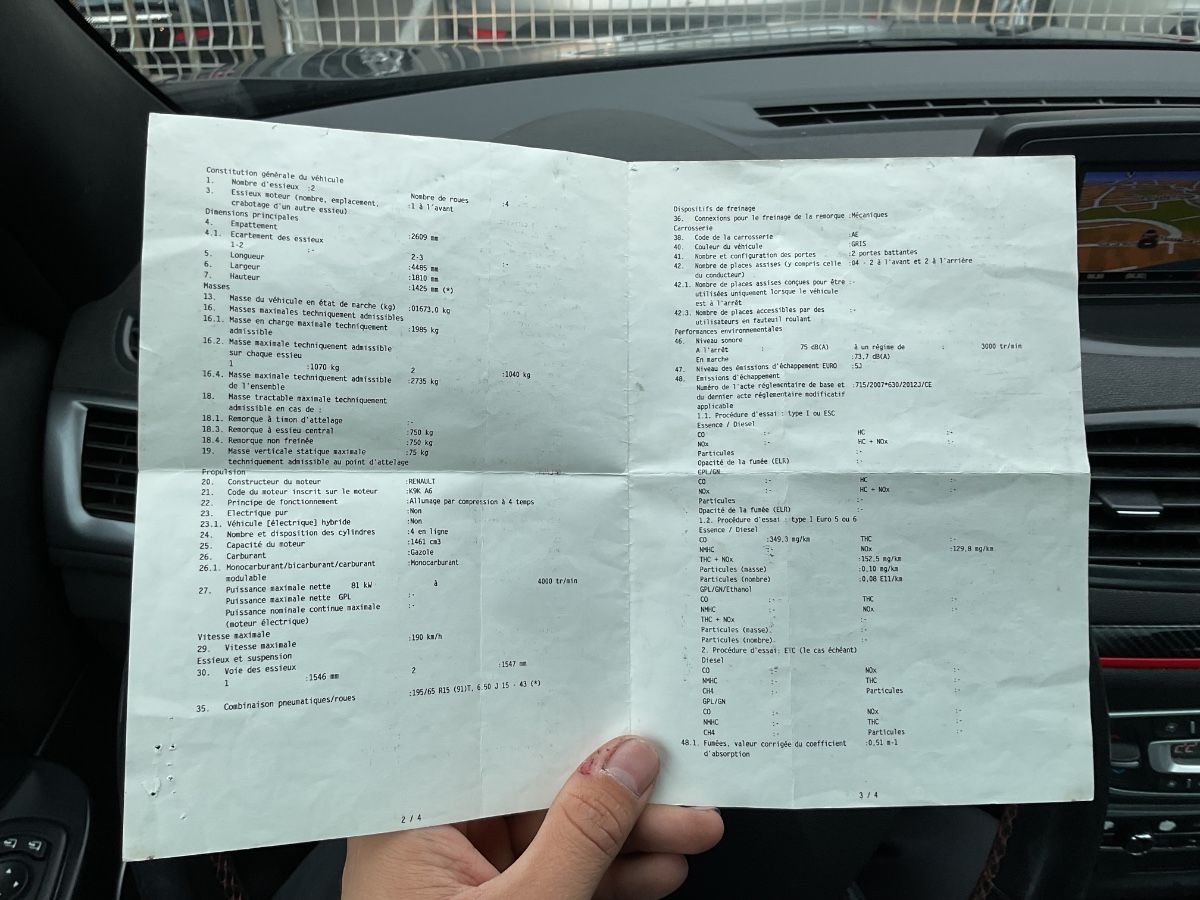 Constitution générale du véhicule
1. Nombre d'essieux :2 Nombre de roues :4
3. Essieux moteur (nombre, emplacement, :1 à l'avant
crabotage d'un autre essieu)
Dimensions principales
4. Empattement :2609 mm
4.1. Ecartement des essieux
1-2 :- 2-3 :-
5. Longueur :4485 mm
6. Largeur :1810 mm
7. Hauteur :1425 mm (*)
Masses
13. Masse du véhicule en état de marche (kg) :01673,0 kg
16. Masses maximales techniquement admissibles
16.1. Masse en charge maximale techniquement :1985 kg
admissible
16.2. Masse maximale techniquement admissible
sur chaque essieu
1 :1070 kg 2 :1040 kg
16.4. Masse maximale techniquement admissible :2735 kg
de l'ensemble
18. Masse tractable maximale techniquement
admissible en cas de :
18.1. Remorque à timon d'attelage :-
18.3. Remorque à essieu central :750 kg
18.4. Remorque non freinée :750 kg
19. Masse verticale statique maximale :75 kg
techniquement admissible au point d'attelage
Propulsion
20. Constructeur du moteur :RENAULT
21. Code du moteur inscrit sur le moteur :K9K A6
22. Principe de fonctionnement :Allumage par compression à 4 temps
23. Electrique pur :Non
23.1. Véhicule [électrique] hybride :Non
24. Nombre et disposition des cylindres :4 en ligne
25. Capacité du moteur :1461 cm3
26. Carburant :Gazole
26.1. Monocarburant/bicarburant/carburant :Monocarburant
modulable
27. Puissance maximale nette 81 kW à 4000 tr/min
Puissance maximale nette GPL :-
Puissance nominale continue maximale :-
(moteur électrique)
Vitesse maximale
29. Vitesse maximale :190 km/h
Essieux et suspension
30. Voie des essieux
1 :1546 mm 2 :1547 mm
35. Combinaison pneumatiques/roues :195/65 R15 (91)T, 6.50 J 15 - 43 (*)
2 / 4
Dispositifs de freinage
36. Connexions pour le freinage de la remorque :Mécaniques
Carrosserie
38. Code de la carrosserie :AE
40. Couleur du véhicule :GRIS
41. Nombre et configuration des portes :2 portes battantes
42. Nombre de places assises (y compris celle :04 - 2 à l'avant et 2 à l'arrière
du conducteur)
42.1. Nombre de places assises conçues pour être :-
utilisées uniquement lorsque le véhicule
est à l'arrêt
42.3. Nombre de places accessibles par des :-
utilisateurs en fauteuil roulant
Performances environnementales
46. Niveau sonore
A l'arrêt : 75 dB(A) à un régime de : 3000 tr/min
En marche :73,7 dB(A)
47. Niveau des émissions d'échappement EURO :5J
48. Emissions d'échappement
Numéro de l'acte réglementaire de base et :715/2007*630/2012J/CE
du dernier acte réglementaire modificatif
applicable
1.1. Procédure d'essai : type I ou ESC
Essence / Diesel
CO :- HC :-
NOx :- HC + NOx :-
Particules :-
Opacité de la fumée (ELR) :-
GPL/GN
CO :- HC :-
NOx :- HC + NOx :-
Particules :-
Opacité de la fumée (ELR) :-
1.2. Procédure d'essai : type I Euro 5 ou 6
Essence / Diesel
CO :349,3 mg/km THC :-
NMHC :- NOx :129,8 mg/km
THC + NOx :152,5 mg/km
Particules (masse) :0,10 mg/km
Particules (nombre) :0,08 E11/km
GPL/GN/Ethanol
CO :- THC :-
NMHC :- NOx :-
THC + NOx :-
Particules (masse) :-
Particules (nombre) :-
2. Procédure d'essai: ETC (le cas échéant)
Diesel
CO :- NOx :-
NMHC :- THC :-
CH4 :- Particules :-
GPL/GN
CO :- NOx :-
NMHC :- THC :-
CH4 :- Particules :-
48.1. Fumées, valeur corrigée du coefficient :0,51 m-1
d'absorption
3 / 4